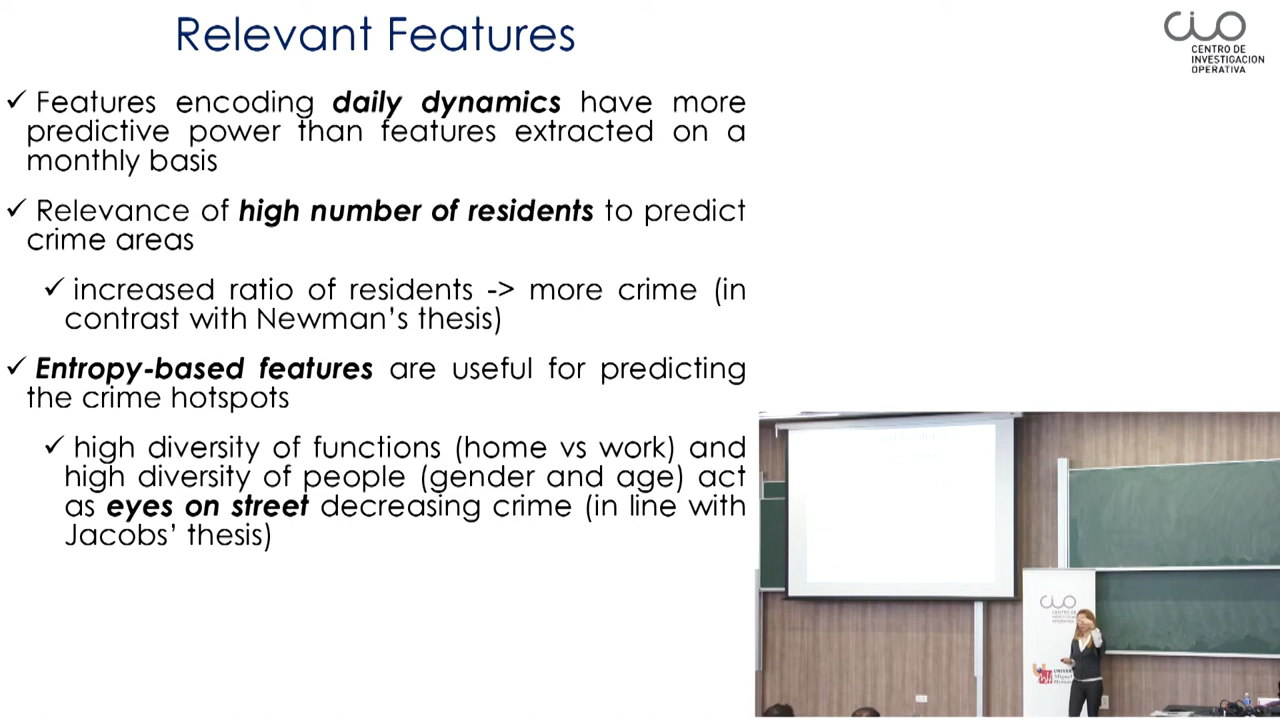 Relevant Features
CIO
CENTRO DE
INVESTIGACION
OPERATIVA
✓ Features encoding daily dynamics have more
predictive power than features extracted on a
monthly basis
✓ Relevance of high number of residents to predict
crime areas
✓ increased ratio of residents -> more crime (in
contrast with Newman's thesis)
✓ Entropy-based features are useful for predicting
the crime hotspots
✓ high diversity of functions (home vs work) and
high diversity of people (gender and age) act
as eyes on street decreasing crime (in line with
Jacobs' thesis)
CIO
CENTRO DE